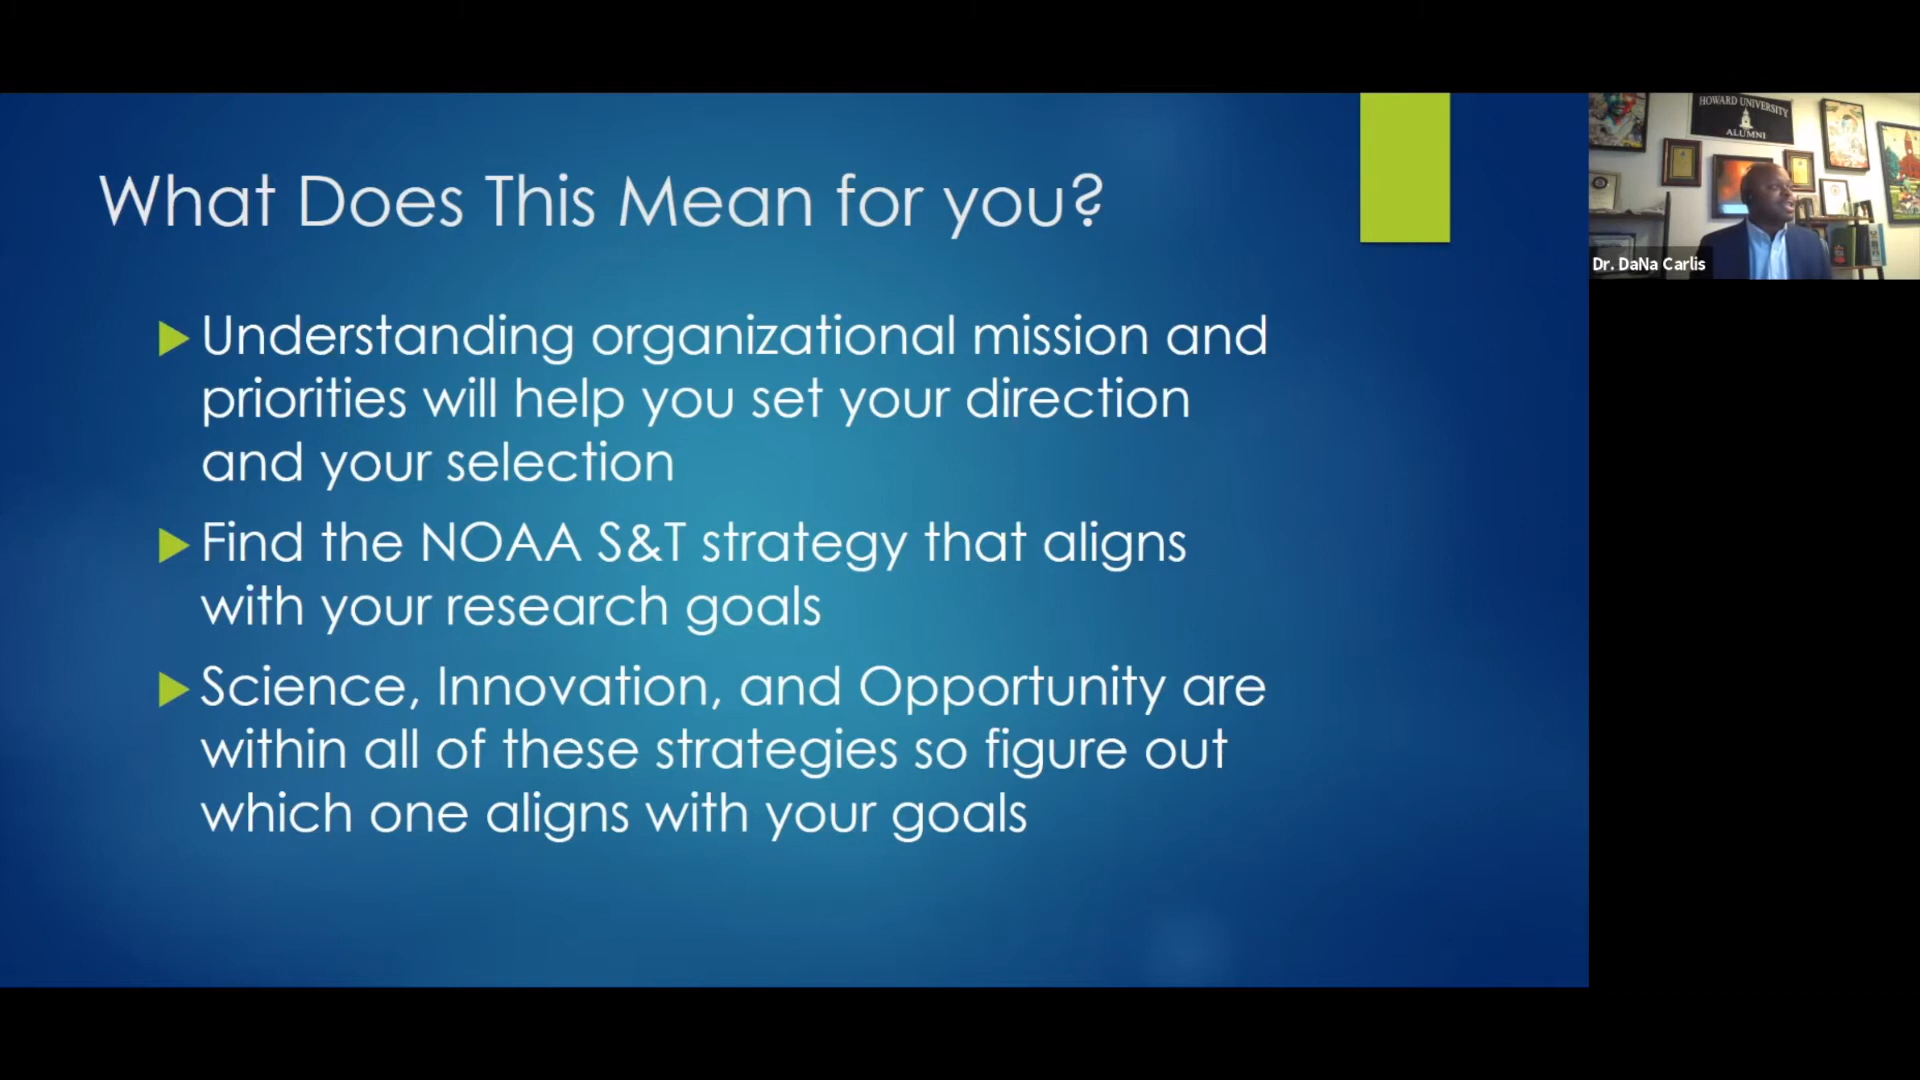 What Does This Mean for you?
Understanding organizational mission and
priorities will help you set your direction
and your selection
Find the NOAA S&T strategy that aligns
with your research goals
Science, Innovation, and Opportunity are
within all of these strategies so figure out
which one aligns with your goals
HOWARD UNIVERSITY
ALUMNI
Dr. DaNa Carlis